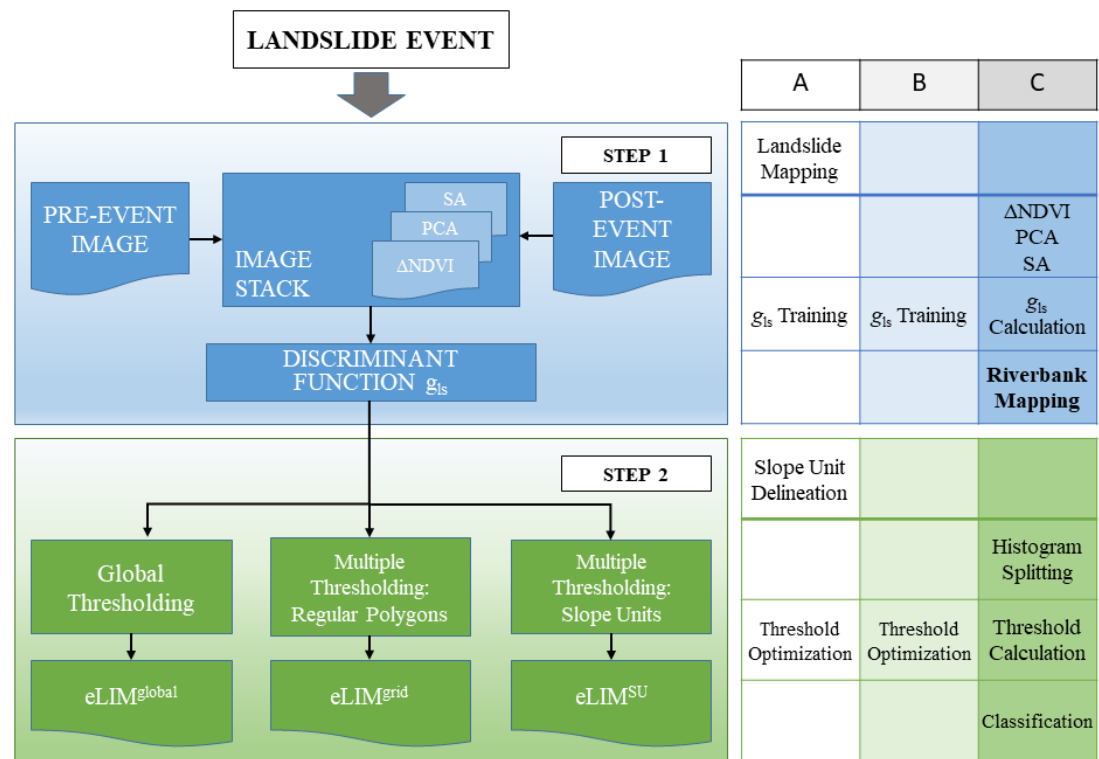 LANDSLIDE EVENT
STEP 1
PRE-EVENT
IMAGE
IMAGE
STACK
SA
PCA
ΔNDVI
POST-
EVENT
IMAGE
DISCRIMINANT
FUNCTION gls
STEP 2
Global
Thresholding
Multiple
Thresholding:
Regular Polygons
Multiple
Thresholding:
Slope Units
eLIMglobal
eLIMgrid
eLIMSU
A
B
C
Landslide
Mapping
ΔNDVI
PCA
SA
gls Training
gls Training
gls
Calculation
Riverbank
Mapping
Slope Unit
Delineation
Histogram
Splitting
Threshold
Optimization
Threshold
Optimization
Threshold
Calculation
Classification